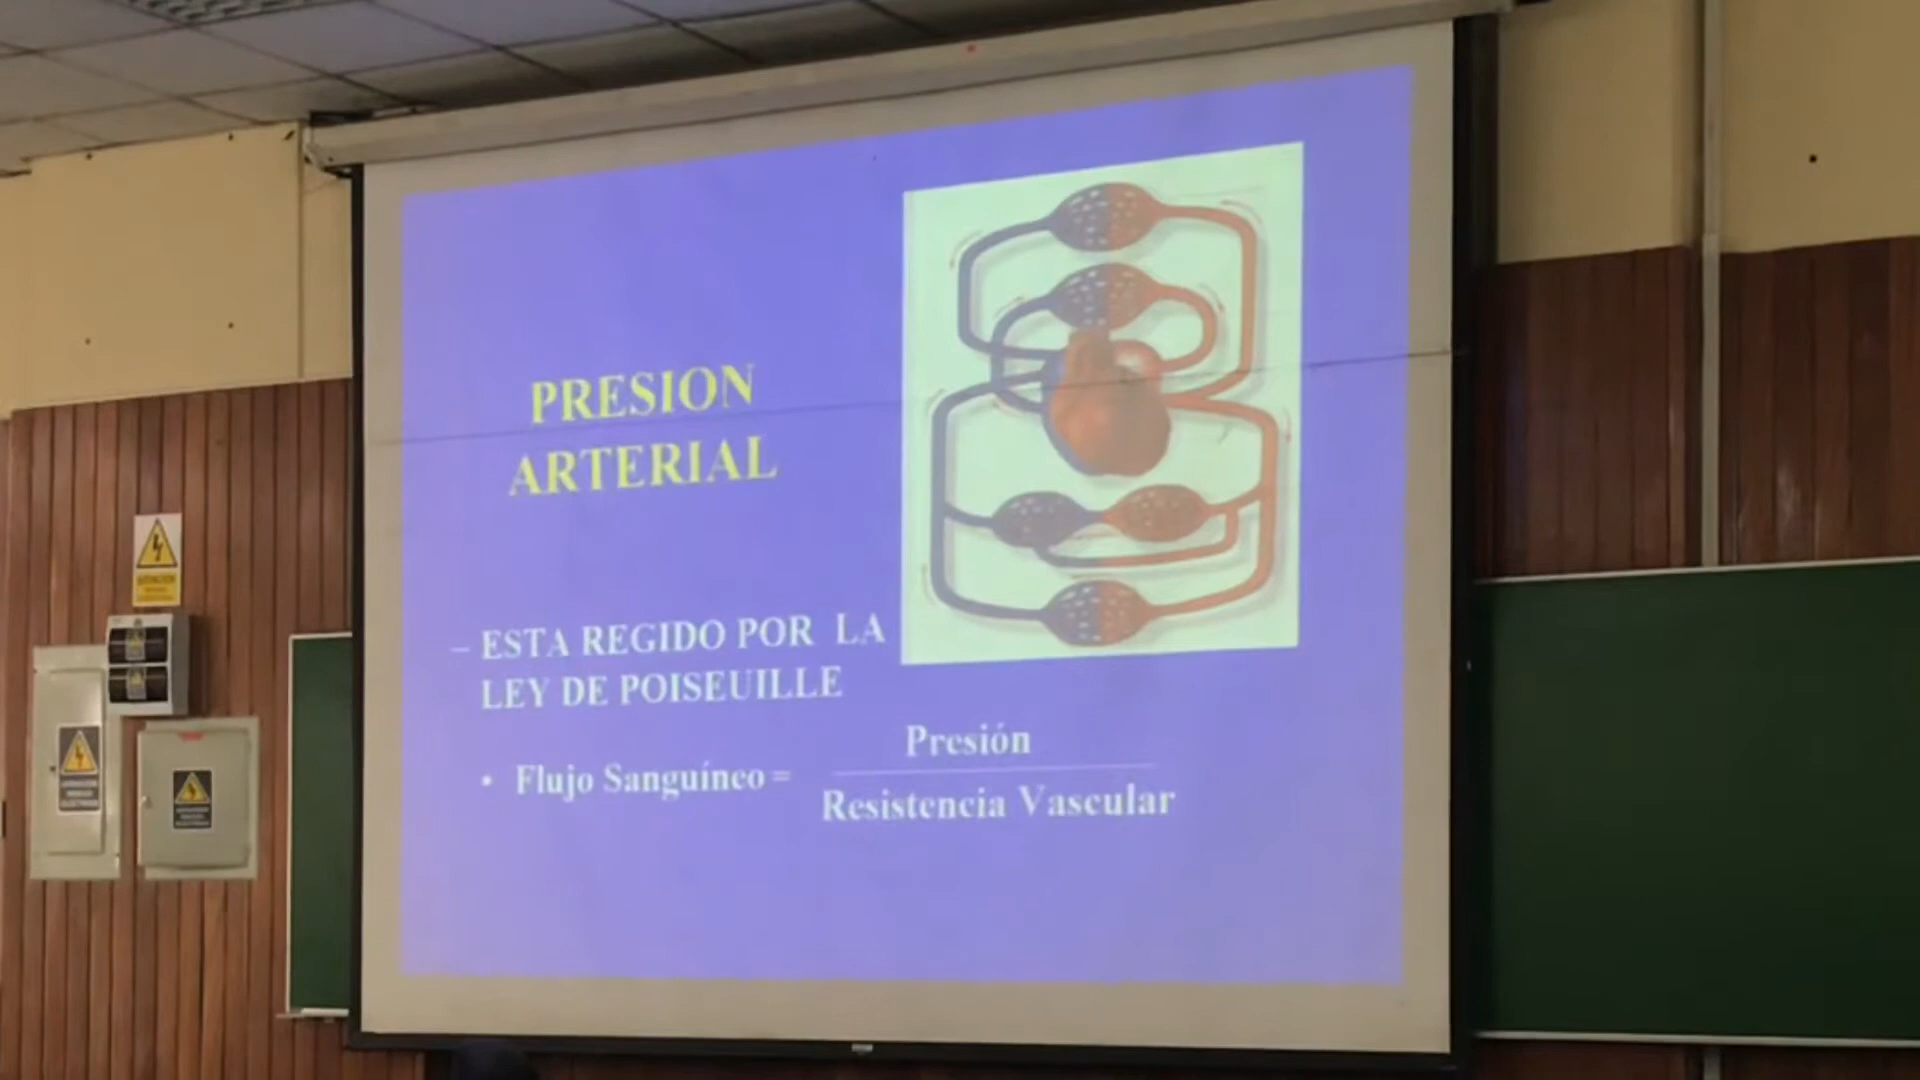 PRESION
ARTERIAL
– ESTA REGIDO POR LA
LEY DE POISEUILLE
• Flujo Sanguíneo =
Presión
Resistencia Vascular